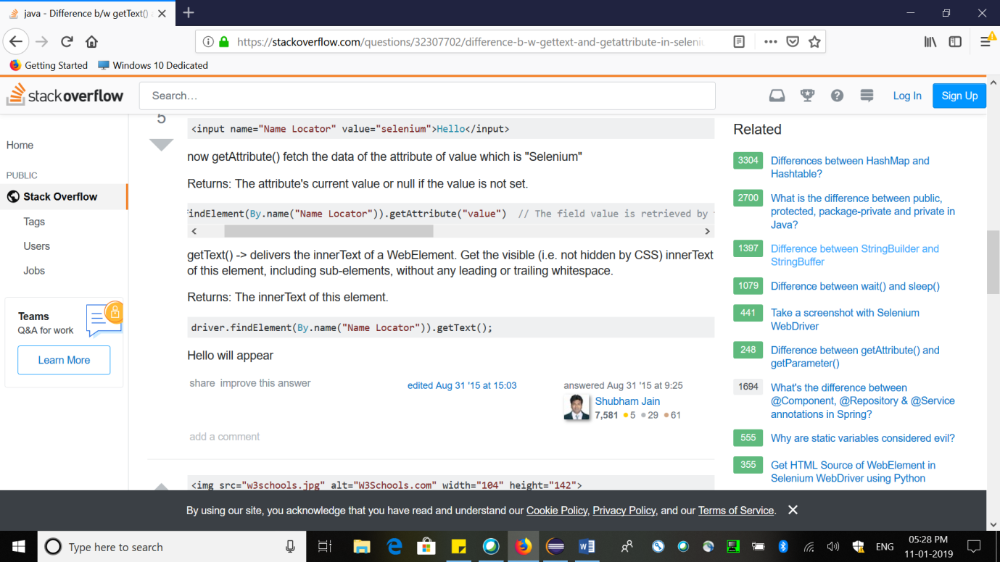 java - Difference b/w getText()
https://stackoverflow.com/questions/32307702/difference-b-w-gettext-and-getattribute-in-seleni
Getting Started
Windows 10 Dedicated
stackoverflow
Search…
Log In
Sign Up
Home
PUBLIC
Stack Overflow
Tags
Users
Jobs
Teams
Q&A for work
Learn More
5
<input name="Name Locator" value="selenium">Hello</input>
now getAttribute() fetch the data of the attribute of value which is "Selenium"
Returns: The attribute's current value or null if the value is not set.
indElement(By.name("Name Locator")).getAttribute("value")  // The field value is retrieved by
getText() -> delivers the innerText of a WebElement. Get the visible (i.e. not hidden by CSS) innerText
of this element, including sub-elements, without any leading or trailing whitespace.
Returns: The innerText of this element.
driver.findElement(By.name("Name Locator")).getText();
Hello will appear
share improve this answer
edited Aug 31 '15 at 15:03
answered Aug 31 '15 at 9:25
Shubham Jain
7,581 5 29 61
add a comment
<img src="w3schools.jpg" alt="W3Schools.com" width="104" height="142">
Related
3304 Differences between HashMap and
Hashtable?
2700 What is the difference between public,
protected, package-private and private in
Java?
1397 Difference between StringBuilder and
StringBuffer
1079 Difference between wait() and sleep()
441 Take a screenshot with Selenium
WebDriver
248 Difference between getAttribute() and
getParameter()
1694 What's the difference between
@Component, @Repository & @Service
annotations in Spring?
555 Why are static variables considered evil?
355 Get HTML Source of WebElement in
Selenium WebDriver using Python
By using our site, you acknowledge that you have read and understand our Cookie Policy, Privacy Policy, and our Terms of Service.
Type here to search
ENG
05:28 PM
11-01-2019